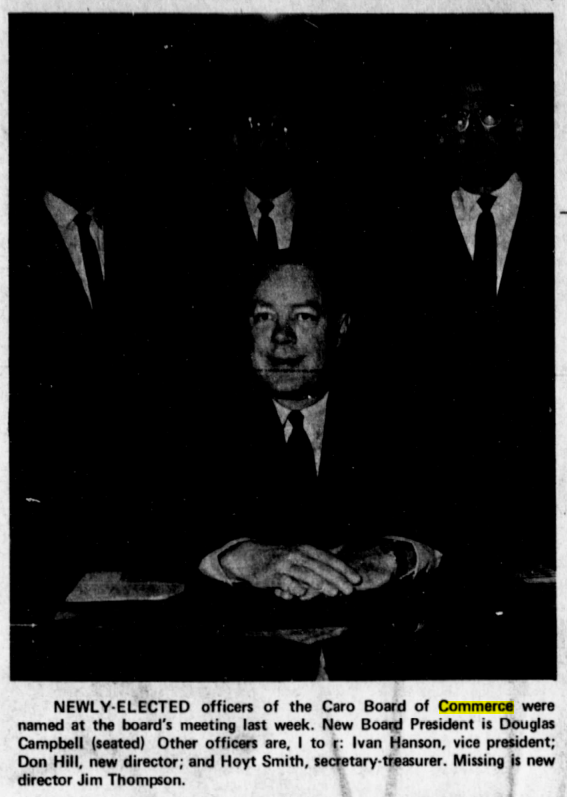 NEWLY-ELECTED officers of the Caro Board of Commerce were
named at the board's meeting last week. New Board President is Douglas
Campbell (seated) Other officers are, l to r: Ivan Hanson, vice president;
Don Hill, new director; and Hoyt Smith, secretary-treasurer. Missing is new
director Jim Thompson.